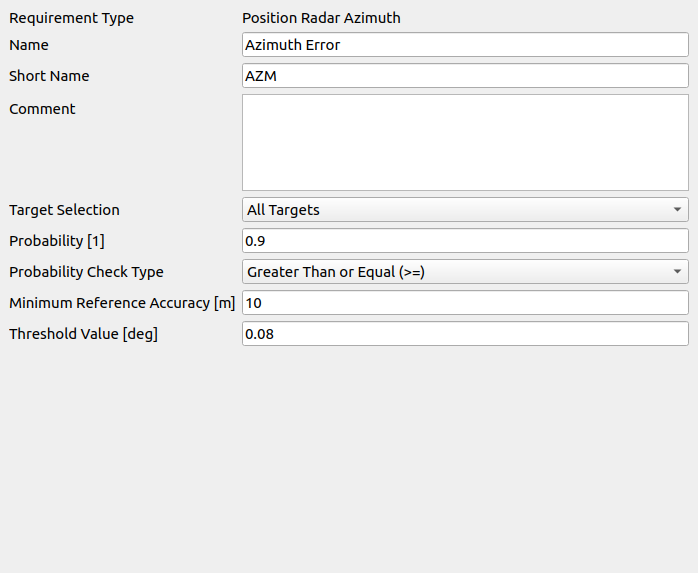 Requirement Type Position Radar Azimuth
Name Azimuth Error
Short Name AZM
Comment
Target Selection All Targets
Probability [1] 0.9
Probability Check Type Greater Than or Equal (>=)
Minimum Reference Accuracy [m] 10
Threshold Value [deg] 0.08